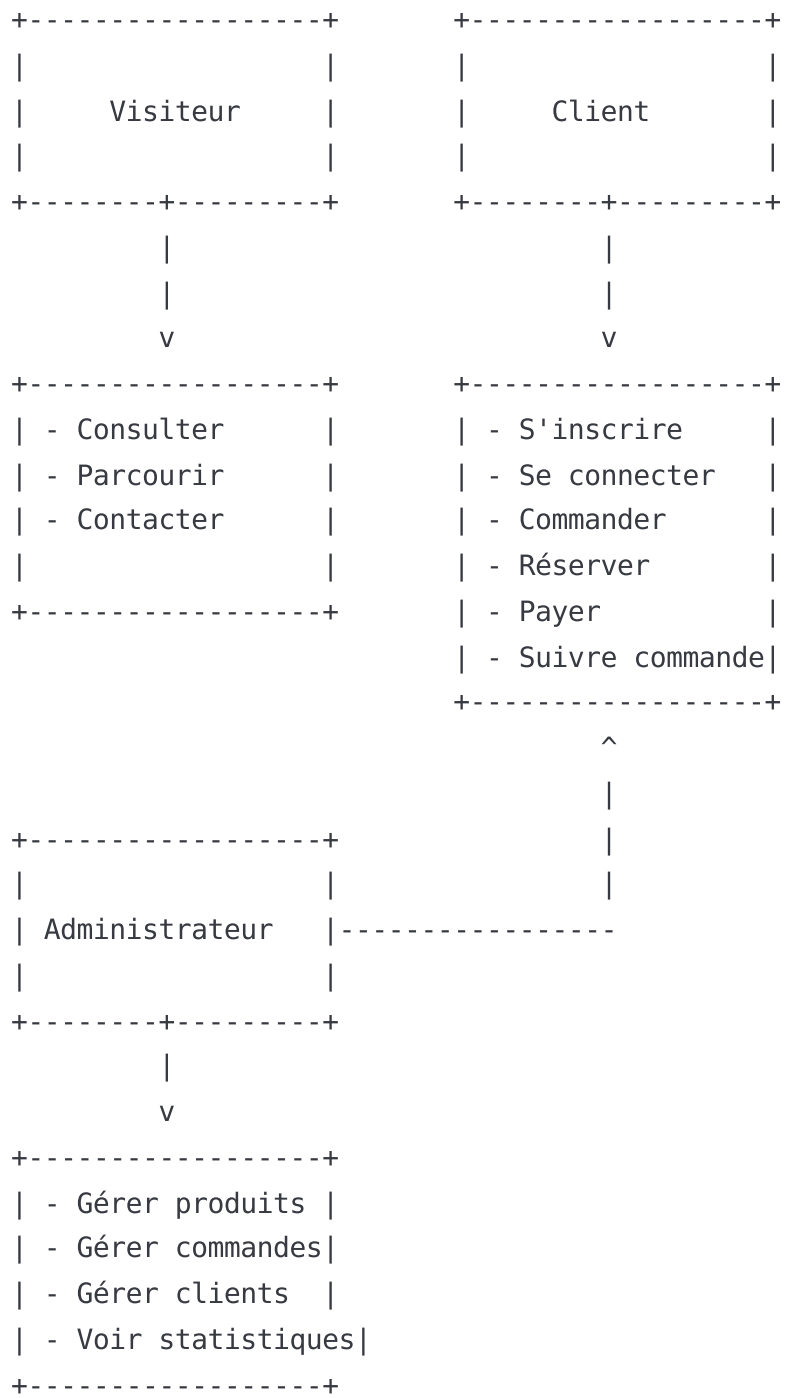 Visiteur
Client
- Consulter
- Parcourir
- Contacter
- S'inscrire
- Se connecter
- Commander
- Réserver
- Payer
- Suivre commande
Administrateur
- Gérer produits
- Gérer commandes
- Gérer clients
- Voir statistiques